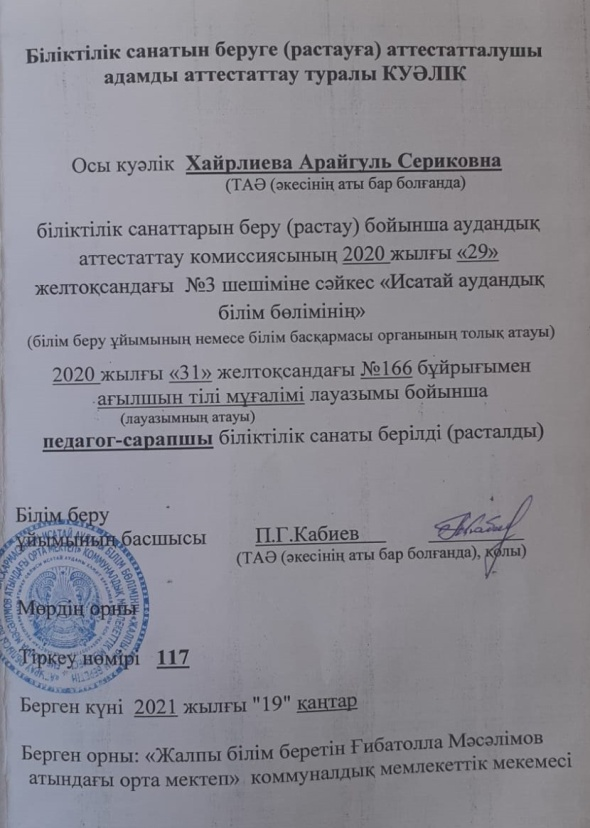 Біліктілік санатын беруге (растауға) аттестатталушы
адамды аттестаттау туралы КУӘЛІК
Осы куәлік Хайрлиева Арайгуль Сериковна
(ТАӘ (әкесінің аты бар болғанда)
біліктілік санаттарын беру (растау) бойынша аудандық
аттестаттау комиссиясының 2020 жылғы «29»
желтоқсандағы №3 шешіміне сәйкес «Исатай аудандық
білім бөлімінің»
(білім беру ұйымының немесе білім басқармасы органының толық атауы)
2020 жылғы «31» желтоқсандағы №166 бұйрығымен
ағылшын тілі мұғалімі лауазымы бойынша
(лауазымның атауы)
педагог-сарапшы біліктілік санаты берілді (расталды)
Білім беру
ұйымының басшысы П.Г.Кабиев
(ТАӘ (әкесінің аты бар болғанда), қолы)
Мөрдің орны
Тіркеу нөмірі 117
Берген күні 2021 жылғы "19" қаңтар
Берген орны: «Жалпы білім беретін Ғибатолла Мәсәлімов
атындағы орта мектеп» коммуналдық мемлекеттік мекемесі